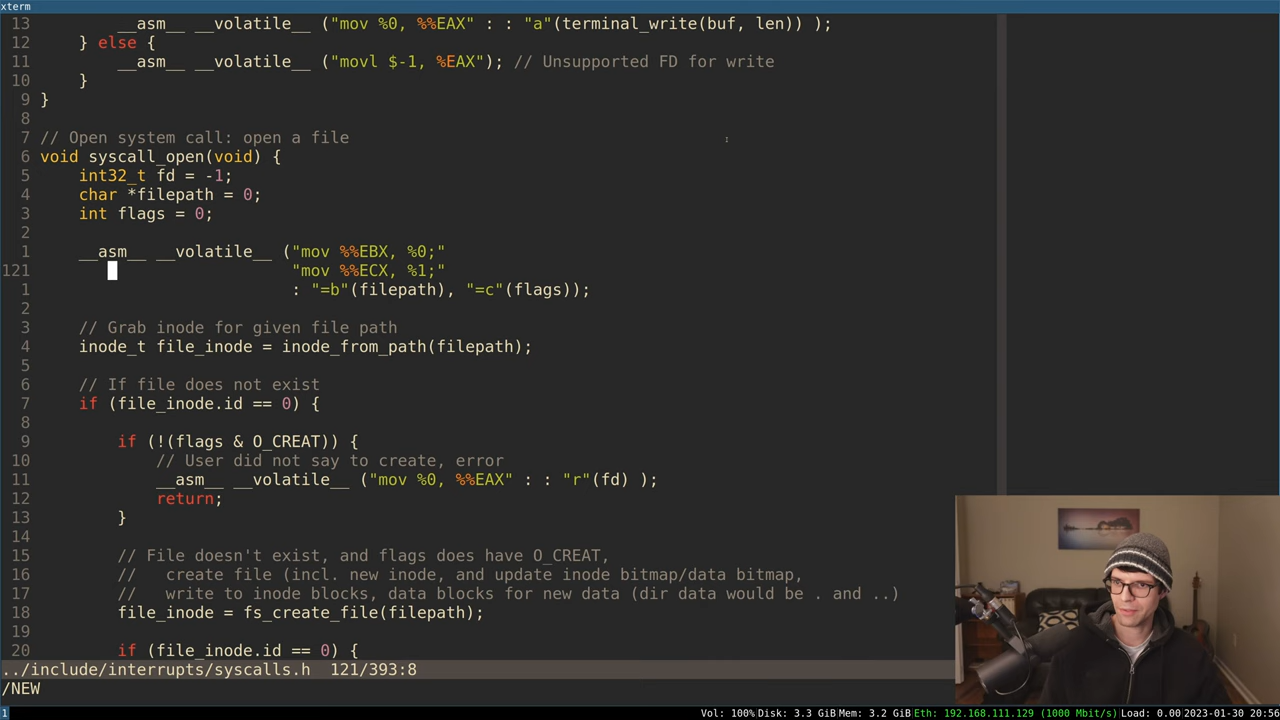 xterm
13 __asm__ __volatile__ ("mov %0, %%EAX" : : "a"(terminal_write(buf, len)) );
12 } else {
11 __asm__ __volatile__ ("movl $-1, %EAX"); // Unsupported FD for write
10 }
9 }
8
7 // Open system call: open a file
6 void syscall_open(void) {
5 int32_t fd = -1;
4 char *filepath = 0;
3 int flags = 0;
2
1 __asm__ __volatile__ ("mov %%EBX, %0;"
121 "mov %%ECX, %1;"
1 : "=b"(filepath), "=c"(flags));
2
3 // Grab inode for given file path
4 inode_t file_inode = inode_from_path(filepath);
5
6 // If file does not exist
7 if (file_inode.id == 0) {
8
9 if (!(flags & O_CREAT)) {
10 // User did not say to create, error
11 __asm__ __volatile__ ("mov %0, %%EAX" : : "r"(fd) );
12 return;
13 }
14
15 // File doesn't exist, and flags does have O_CREAT,
16 // create file (incl. new inode, and update inode bitmap/data bitmap,
17 // write to inode blocks, data blocks for new data (dir data would be . and ..)
18 file_inode = fs_create_file(filepath);
19
20 if (file_inode.id == 0) {
../include/interrupts/syscalls.h 121/393:8
/NEW
1 Vol: 100% Disk: 3.3 GiB Mem: 3.2 GiB Eth: 192.168.111.129 (1000 Mbit/s) Load: 0.00 2023-01-30 20:56